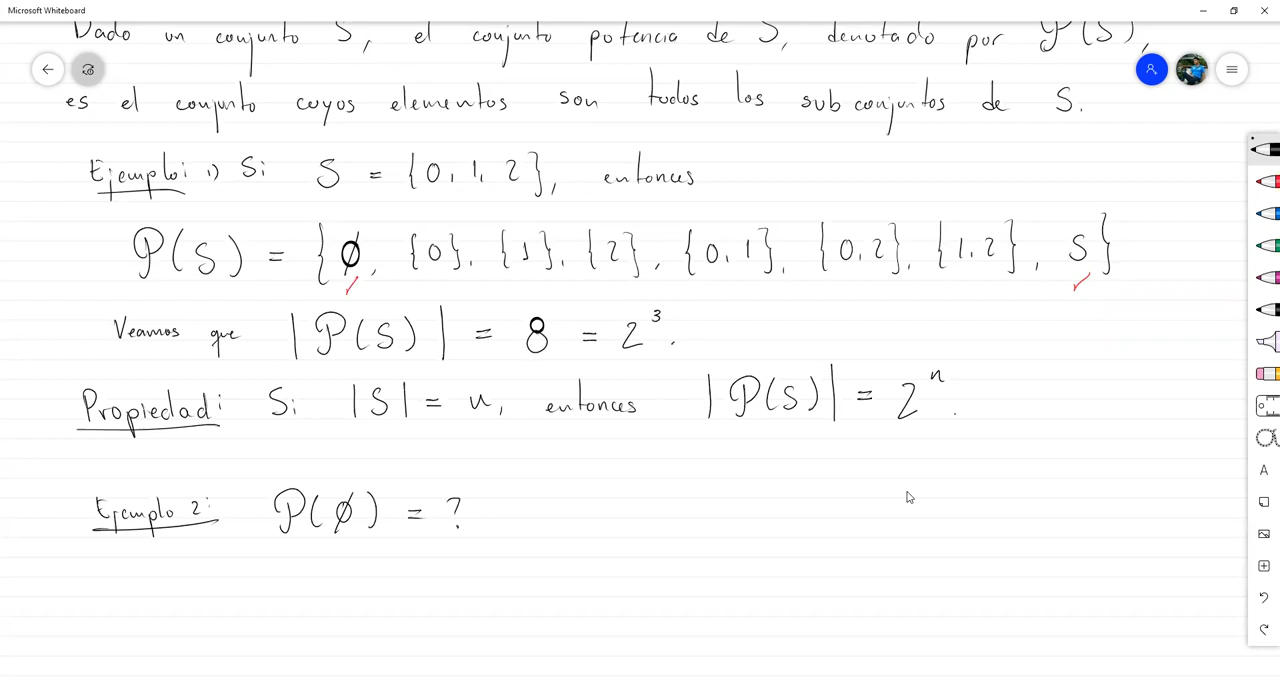 Microsoft Whiteboard
Dado un conjunto S, el conjunto potencia de S, denotado por P(S),
es el conjunto cuyos elementos son todos los subconjuntos de S.
Ejemplo: 1) Si S = {0, 1, 2}, entonces
P(S) = {∅, {0}, {1}, {2}, {0, 1}, {0, 2}, {1, 2}, S}
Veamos que |P(S)| = 8 = 2³.
Propiedad: Si |S| = n, entonces |P(S)| = 2ⁿ.
Ejemplo 2: P(∅) = ?